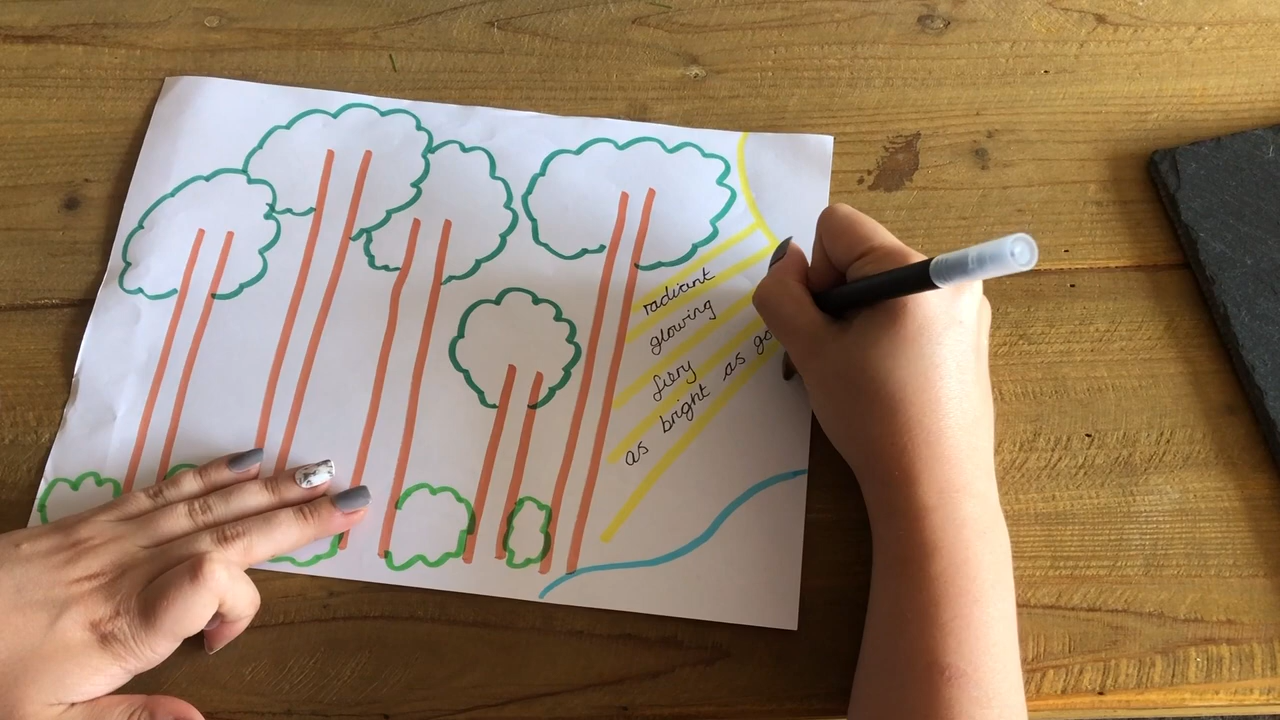 radiant
glowing
fiery
as bright as